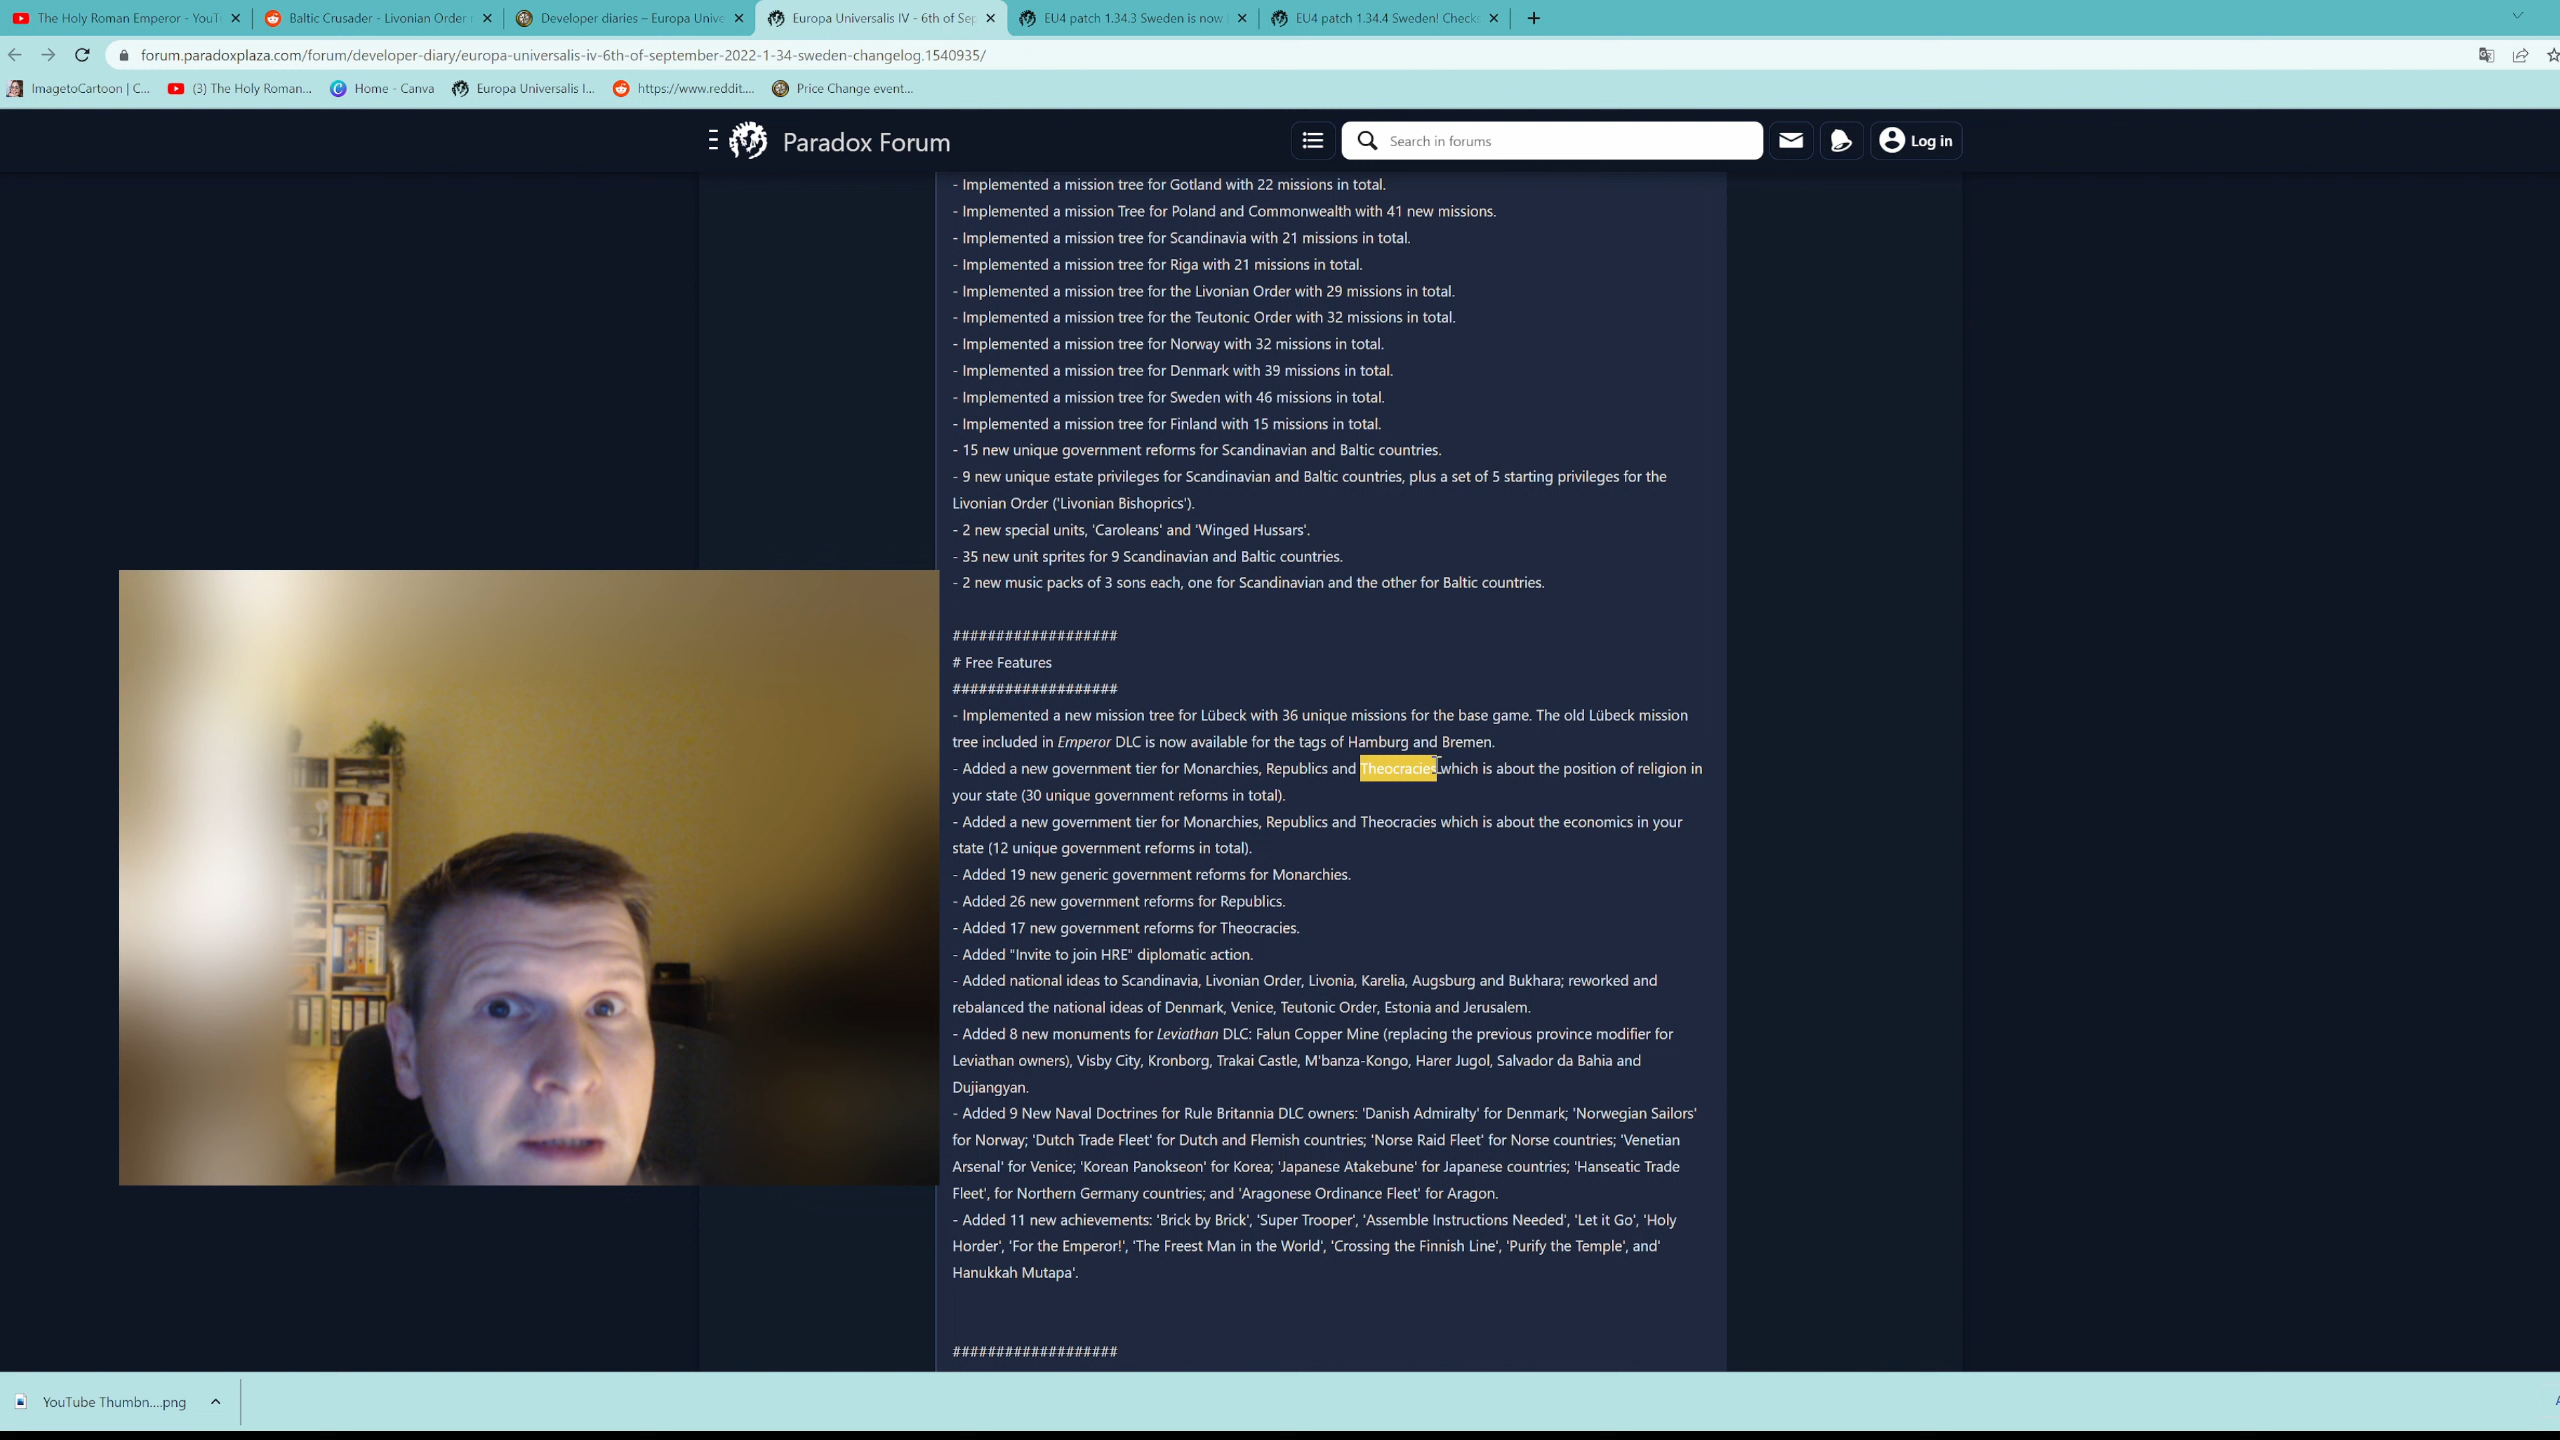 The Holy Roman Emperor - YouT
Baltic Crusader - Livonian Order
Developer diaries – Europa Unive
Europa Universalis IV - 6th of Sep
EU4 patch 1.34.3 Sweden is now
EU4 patch 1.34.4 Sweden! Check
forum.paradoxplaza.com/forum/developer-diary/europa-universalis-iv-6th-of-september-2022-1-34-sweden-changelog.1540935/
ImagetoCartoon | C...
(3) The Holy Roman...
Home - Canva
Europa Universalis I...
https://www.reddit....
Price Change event...
Paradox Forum
Search in forums
Log in
- Implemented a mission tree for Gotland with 22 missions in total.
- Implemented a mission Tree for Poland and Commonwealth with 41 new missions.
- Implemented a mission tree for Scandinavia with 21 missions in total.
- Implemented a mission tree for Riga with 21 missions in total.
- Implemented a mission tree for the Livonian Order with 29 missions in total.
- Implemented a mission tree for the Teutonic Order with 32 missions in total.
- Implemented a mission tree for Norway with 32 missions in total.
- Implemented a mission tree for Denmark with 39 missions in total.
- Implemented a mission tree for Sweden with 46 missions in total.
- Implemented a mission tree for Finland with 15 missions in total.
- 15 new unique government reforms for Scandinavian and Baltic countries.
- 9 new unique estate privileges for Scandinavian and Baltic countries, plus a set of 5 starting privileges for the
Livonian Order ('Livonian Bishoprics').
- 2 new special units, 'Caroleans' and 'Winged Hussars'.
- 35 new unit sprites for 9 Scandinavian and Baltic countries.
- 2 new music packs of 3 sons each, one for Scandinavian and the other for Baltic countries.
###################
# Free Features
###################
- Implemented a new mission tree for Lübeck with 36 unique missions for the base game. The old Lübeck mission
tree included in Emperor DLC is now available for the tags of Hamburg and Bremen.
- Added a new government tier for Monarchies, Republics and Theocracies which is about the position of religion in
your state (30 unique government reforms in total).
- Added a new government tier for Monarchies, Republics and Theocracies which is about the economics in your
state (12 unique government reforms in total).
- Added 19 new generic government reforms for Monarchies.
- Added 26 new government reforms for Republics.
- Added 17 new government reforms for Theocracies.
- Added "Invite to join HRE" diplomatic action.
- Added national ideas to Scandinavia, Livonian Order, Livonia, Karelia, Augsburg and Bukhara; reworked and
rebalanced the national ideas of Denmark, Venice, Teutonic Order, Estonia and Jerusalem.
- Added 8 new monuments for Leviathan DLC: Falun Copper Mine (replacing the previous province modifier for
Leviathan owners), Visby City, Kronborg, Trakai Castle, M'banza-Kongo, Harer Jugol, Salvador da Bahia and
Dujiangyan.
- Added 9 New Naval Doctrines for Rule Britannia DLC owners: 'Danish Admiralty' for Denmark; 'Norwegian Sailors'
for Norway; 'Dutch Trade Fleet' for Dutch and Flemish countries; 'Norse Raid Fleet' for Norse countries; 'Venetian
Arsenal' for Venice; 'Korean Panokseon' for Korea; 'Japanese Atakebune' for Japanese countries; 'Hanseatic Trade
Fleet', for Northern Germany countries; and 'Aragonese Ordinance Fleet' for Aragon.
- Added 11 new achievements: 'Brick by Brick', 'Super Trooper', 'Assemble Instructions Needed', 'Let it Go', 'Holy
Horder', 'For the Emperor!', 'The Freest Man in the World', 'Crossing the Finnish Line', 'Purify the Temple', and'
Hanukkah Mutapa'.
###################
YouTube Thumbn....png